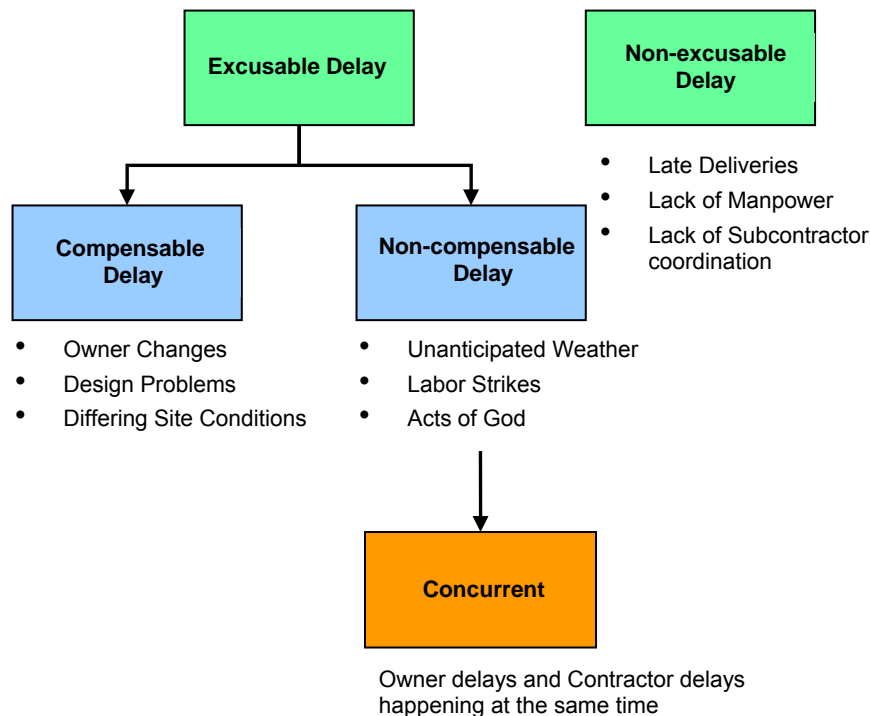 Excusable Delay
Non-excusable
Delay
• Late Deliveries
• Lack of Manpower
• Lack of Subcontractor
coordination
Compensable
Delay
Non-compensable
Delay
• Owner Changes
• Design Problems
• Differing Site Conditions
• Unanticipated Weather
• Labor Strikes
• Acts of God
Concurrent
Owner delays and Contractor delays
happening at the same time